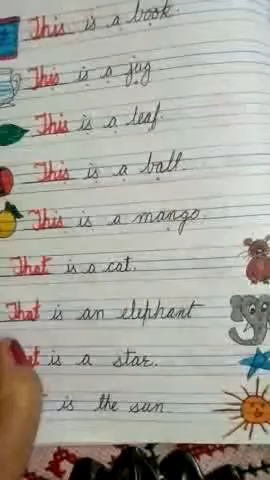 This is a book.
This is a jug
This is a leaf.
This is a ball.
This is a mango
That is a cat.
That is an elephant
is a star.
is the sun